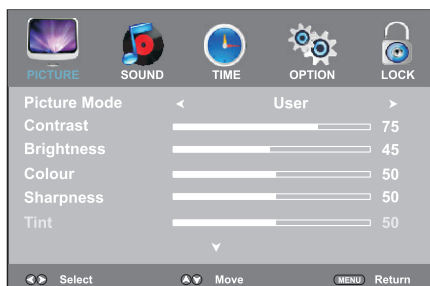 PICTURE SOUND TIME OPTION LOCK
Picture Mode User
Contrast 75
Brightness 45
Colour 50
Sharpness 50
Tint 50
Select Move MENU Return